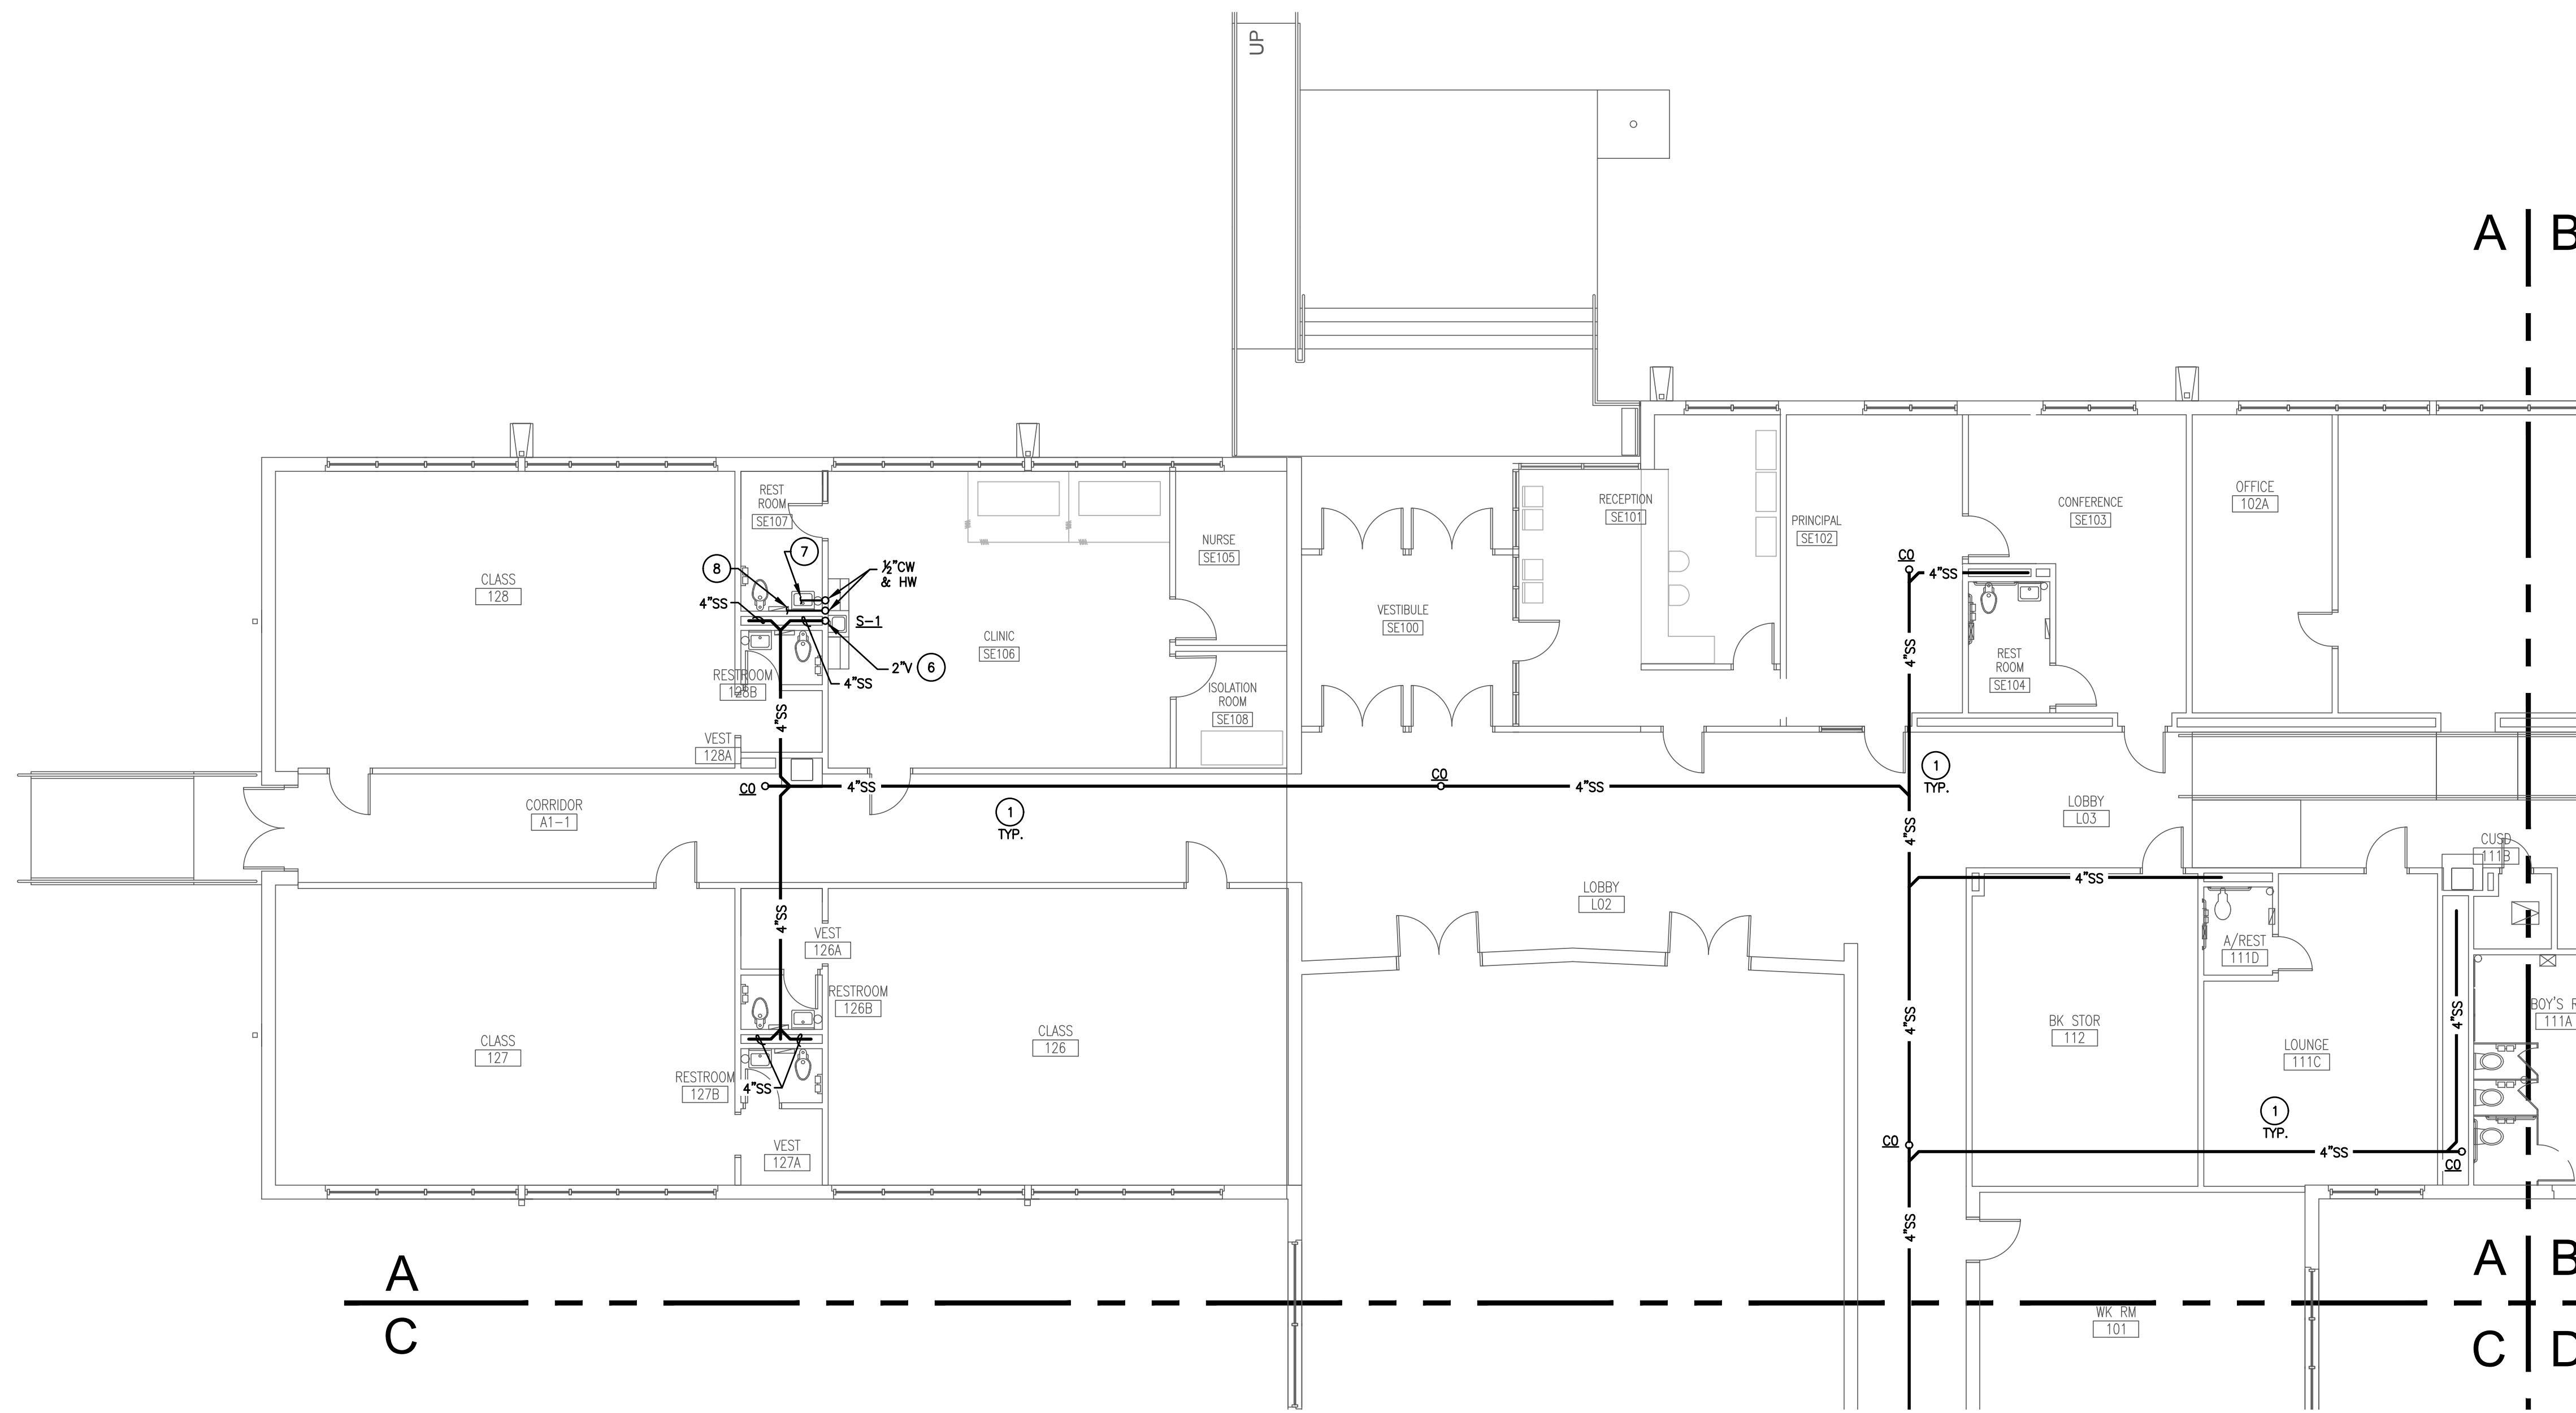 UP
A
B
REST
ROOM
SE107
CLASS
128
7
8
½"CW
& HW
4"SS
S-1
2"V
6
4"SS
RESTROOM
128B
4"SS
VEST
128A
CLINIC
SE106
NURSE
SE105
ISOLATION
ROOM
SE108
VESTIBULE
SE100
RECEPTION
SE101
PRINCIPAL
SE102
CONFERENCE
SE103
OFFICE
102A
CO
4"SS
4"SS
REST
ROOM
SE104
CO
4"SS
CO
4"SS
1
TYP.
CORRIDOR
A1-1
1
TYP.
4"SS
LOBBY
L03
CUSD
111B
LOBBY
L02
4"SS
4"SS
VEST
126A
RESTROOM
126B
A/REST
111D
CLASS
127
CLASS
126
4"SS
BK STOR
112
LOUNGE
111C
4"SS
BOY'S R
111A
RESTROOM
127B
4"SS
VEST
127A
1
TYP.
CO
4"SS
CO
4"SS
A
C
A
B
WK RM
101
C
D